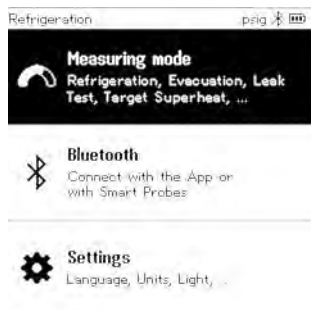 Refrigeration psig
Measuring mode
Refrigeration, Evacuation, Leak
Test, Target Superheat, ...
Bluetooth
Connect with the App or
with Smart Probes
Settings
Language, Units, Light, ...